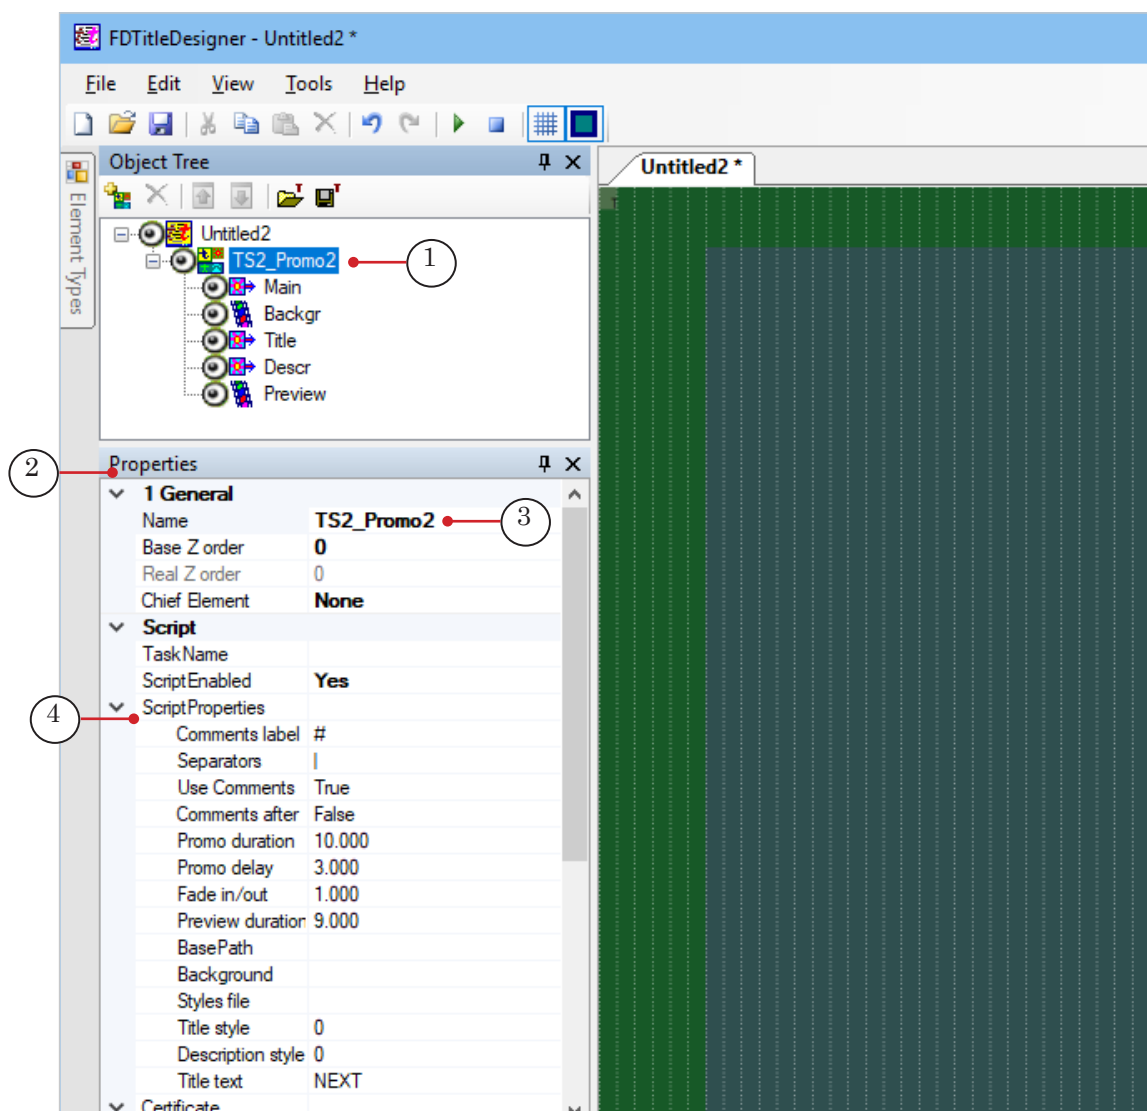 FDTitleDesigner - Untitled2 *
File Edit View Tools Help
Object Tree
Untitled2 *
Element Types
Untitled2
TS2_Promo2
1
Main
Backgr
Title
Descr
Preview
2
Properties
1 General
Name TS2_Promo2
3
Base Z order 0
Real Z order 0
Chief Element None
Script
TaskName
ScriptEnabled Yes
4
ScriptProperties
Comments label #
Separators |
Use Comments True
Comments after False
Promo duration 10.000
Promo delay 3.000
Fade in/out 1.000
Preview duration 9.000
BasePath
Background
Styles file
Title style 0
Description style 0
Title text NEXT
Certificate